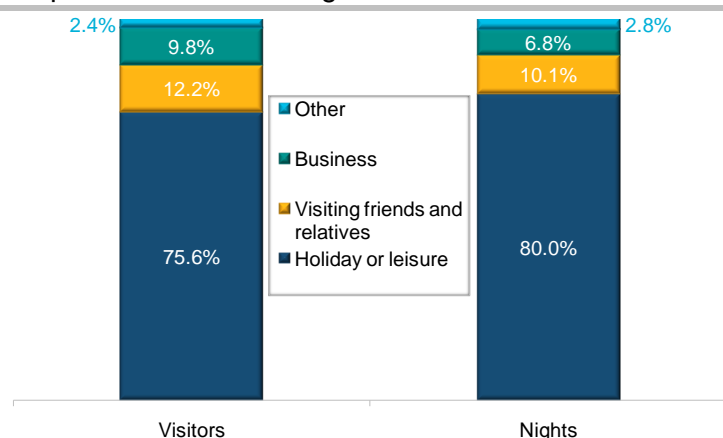 2.4%
2.8%
9.8%
6.8%
12.2%
10.1%
Other
Business
Visiting friends and
relatives
Holiday or leisure
75.6%
80.0%
Visitors
Nights